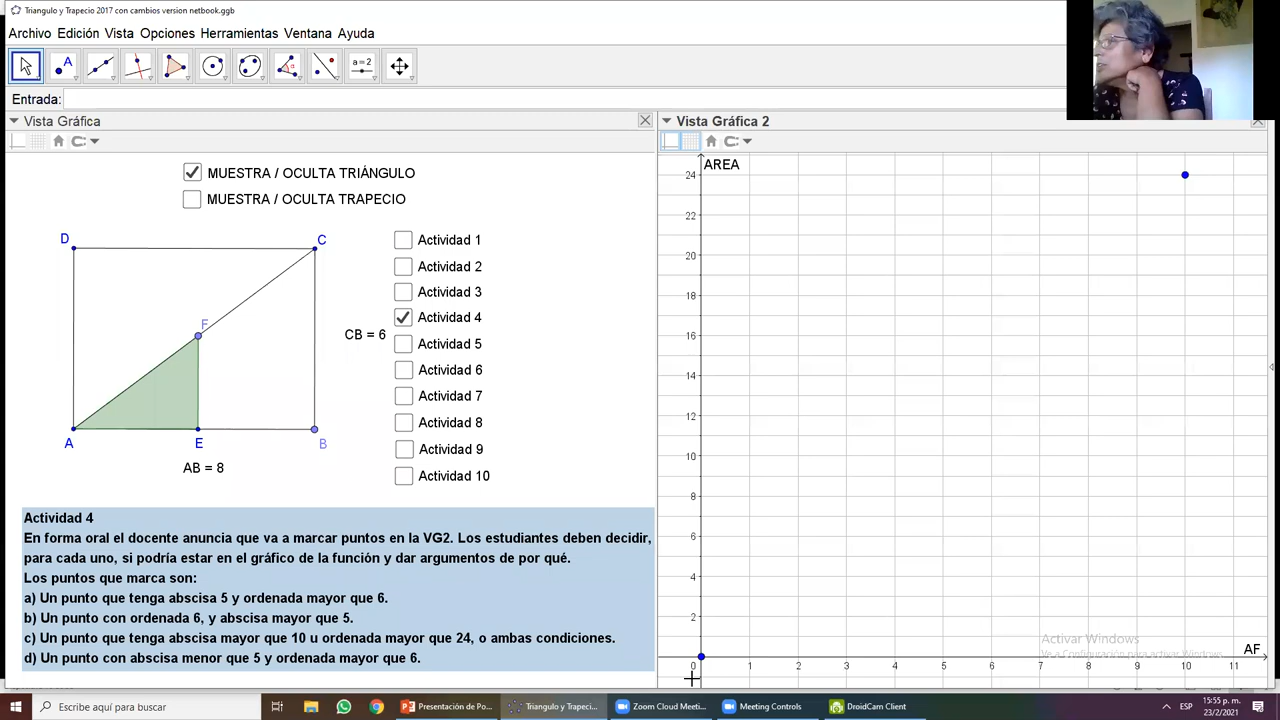 Triangulo y Trapecio 2017 con cambios version netbook.ggb
Archivo Edición Vista Opciones Herramientas Ventana Ayuda
A
a = 2
Entrada:
Vista Gráfica
Vista Gráfica 2
MUESTRA / OCULTA TRIÁNGULO
MUESTRA / OCULTA TRAPECIO
D
C
F
A
E
B
CB = 6
AB = 8
Actividad 1
Actividad 2
Actividad 3
Actividad 4
Actividad 5
Actividad 6
Actividad 7
Actividad 8
Actividad 9
Actividad 10
Actividad 4
En forma oral el docente anuncia que va a marcar puntos en la VG2. Los estudiantes deben decidir,
para cada uno, si podría estar en el gráfico de la función y dar argumentos de por qué.
Los puntos que marca son:
a) Un punto que tenga abscisa 5 y ordenada mayor que 6.
b) Un punto con ordenada 6, y abscisa mayor que 5.
c) Un punto que tenga abscisa mayor que 10 u ordenada mayor que 24, o ambas condiciones.
d) Un punto con abscisa menor que 5 y ordenada mayor que 6.
AREA
24
22
20
18
16
14
12
10
8
6
4
2
0 1 2 3 4 5 6 7 8 9 10 11
AF
Activar Windows
Ve a Configuración para activar Windows.
Escribe aquí para buscar
Presentación de Po...
Triangulo y Trapeci...
Zoom Cloud Meeti...
Meeting Controls
DroidCam Client
ESP
15:55 p. m.
23/2/2021